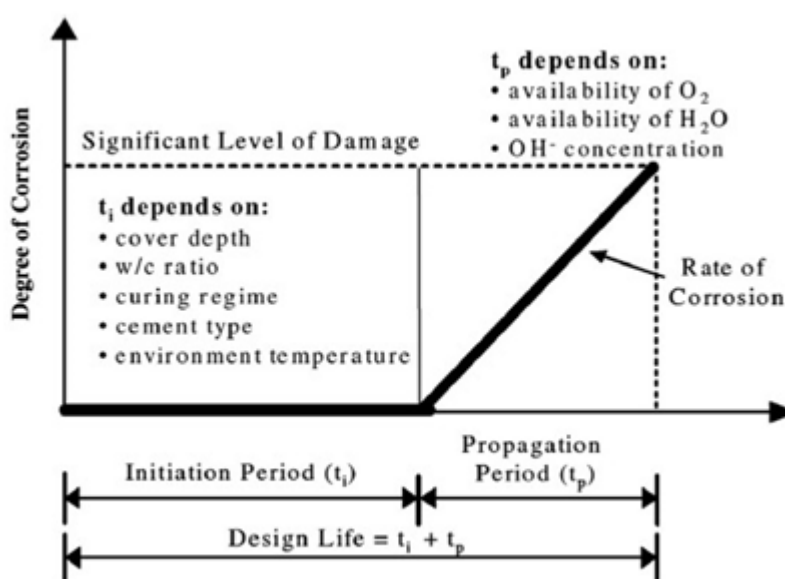 Degree of Corrosion
t_p depends on:
• availability of O₂
• availability of H₂O
• OH⁻ concentration
Significant Level of Damage
t_i depends on:
• cover depth
• w/c ratio
• curing regime
• cement type
• environment temperature
Rate of
Corrosion
Initiation Period (t_i)
Propagation
Period (t_p)
Design Life = t_i + t_p